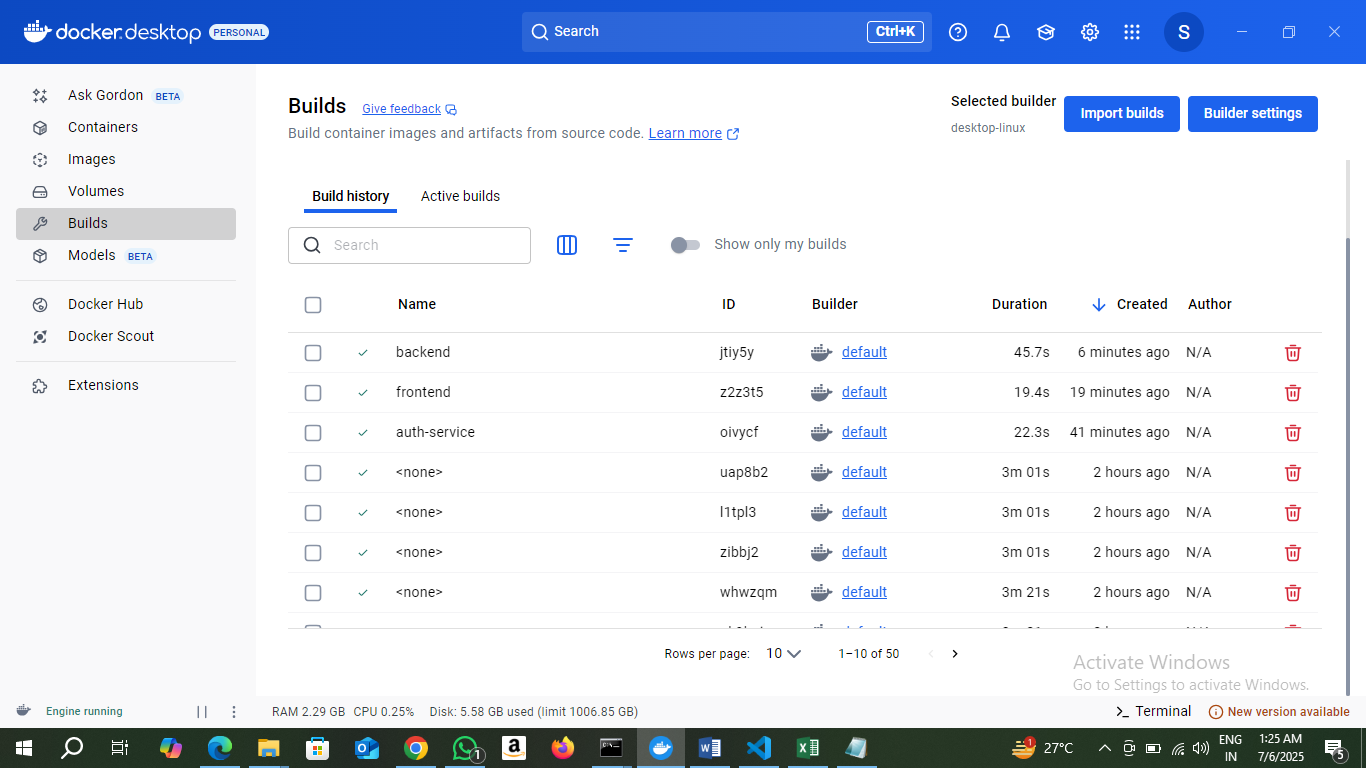 docker.desktop PERSONAL
Search Ctrl+K
S
Ask Gordon BETA
Containers
Images
Volumes
Builds
Models BETA
Docker Hub
Docker Scout
Extensions
Builds Give feedback
Build container images and artifacts from source code. Learn more
Selected builder
desktop-linux
Import builds
Builder settings
Build history Active builds
Search
Show only my builds
Name ID Builder Duration Created Author
backend jtiy5y default 45.7s 6 minutes ago N/A
frontend z2z3t5 default 19.4s 19 minutes ago N/A
auth-service oivycf default 22.3s 41 minutes ago N/A
<none> uap8b2 default 3m 01s 2 hours ago N/A
<none> l1tpl3 default 3m 01s 2 hours ago N/A
<none> zibbj2 default 3m 01s 2 hours ago N/A
<none> whwzqm default 3m 21s 2 hours ago N/A
Rows per page: 10 1–10 of 50
Activate Windows
Go to Settings to activate Windows.
Engine running
RAM 2.29 GB CPU 0.25% Disk: 5.58 GB used (limit 1006.85 GB)
Terminal
New version available
1
1
27°C
ENG
IN
1:25 AM
7/6/2025
5